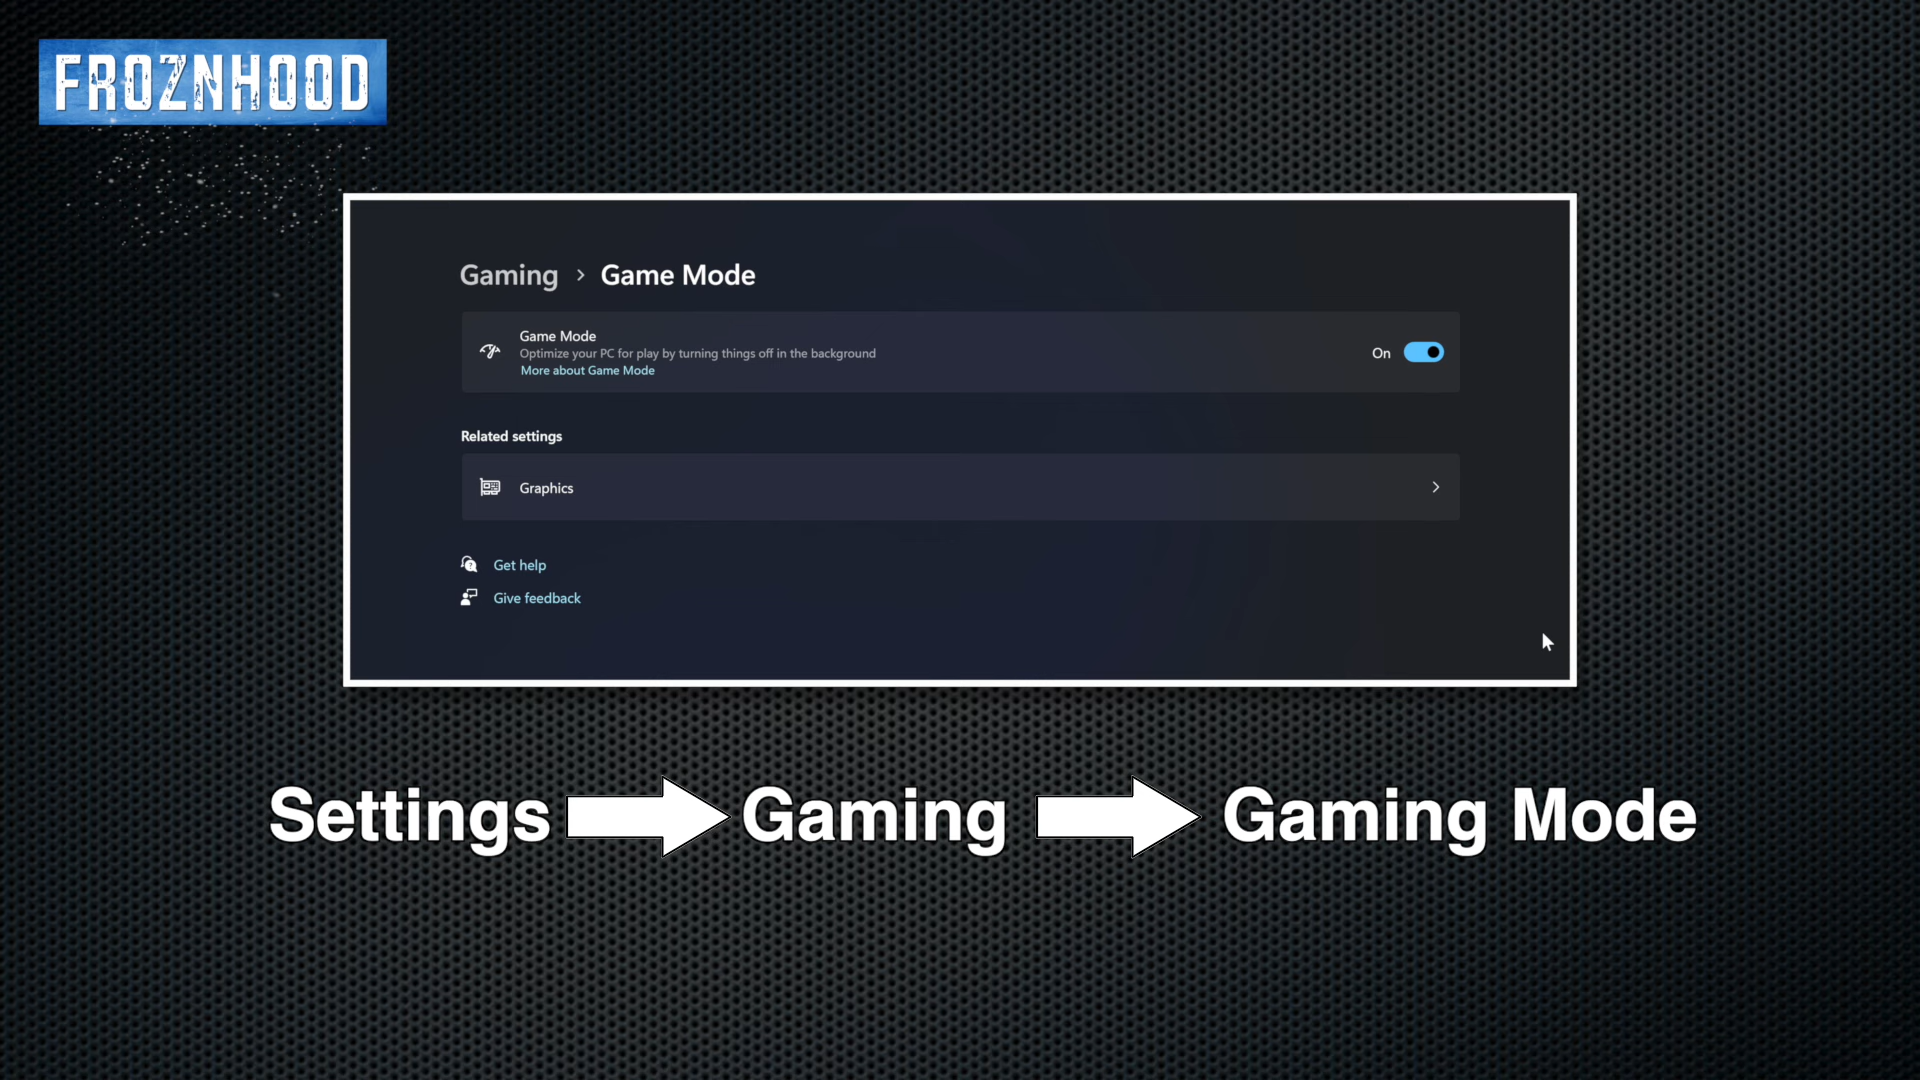 FROZNHOOD
Gaming > Game Mode
Game Mode
Optimize your PC for play by turning things off in the background
More about Game Mode
On
Related settings
Graphics
Get help
Give feedback
Settings Gaming Gaming Mode